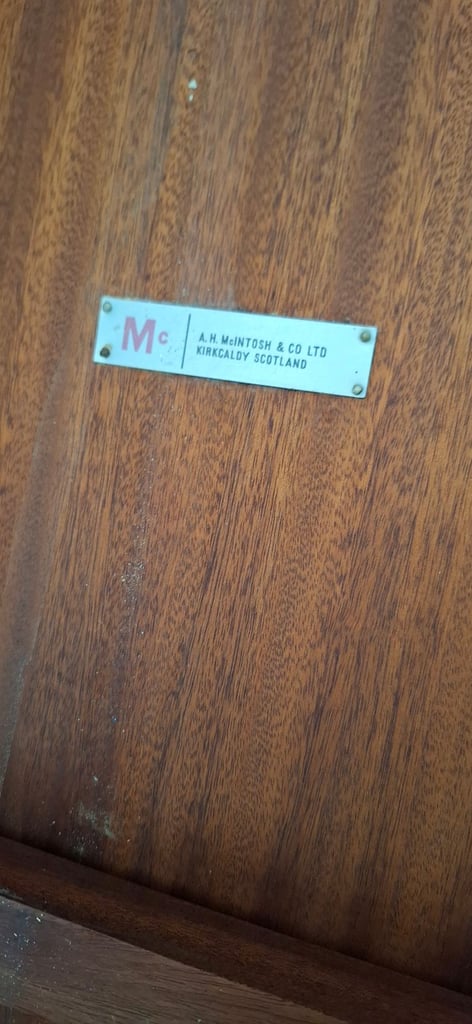 Mc
A.H. McINTOSH & CO LTD
KIRKCALDY SCOTLAND